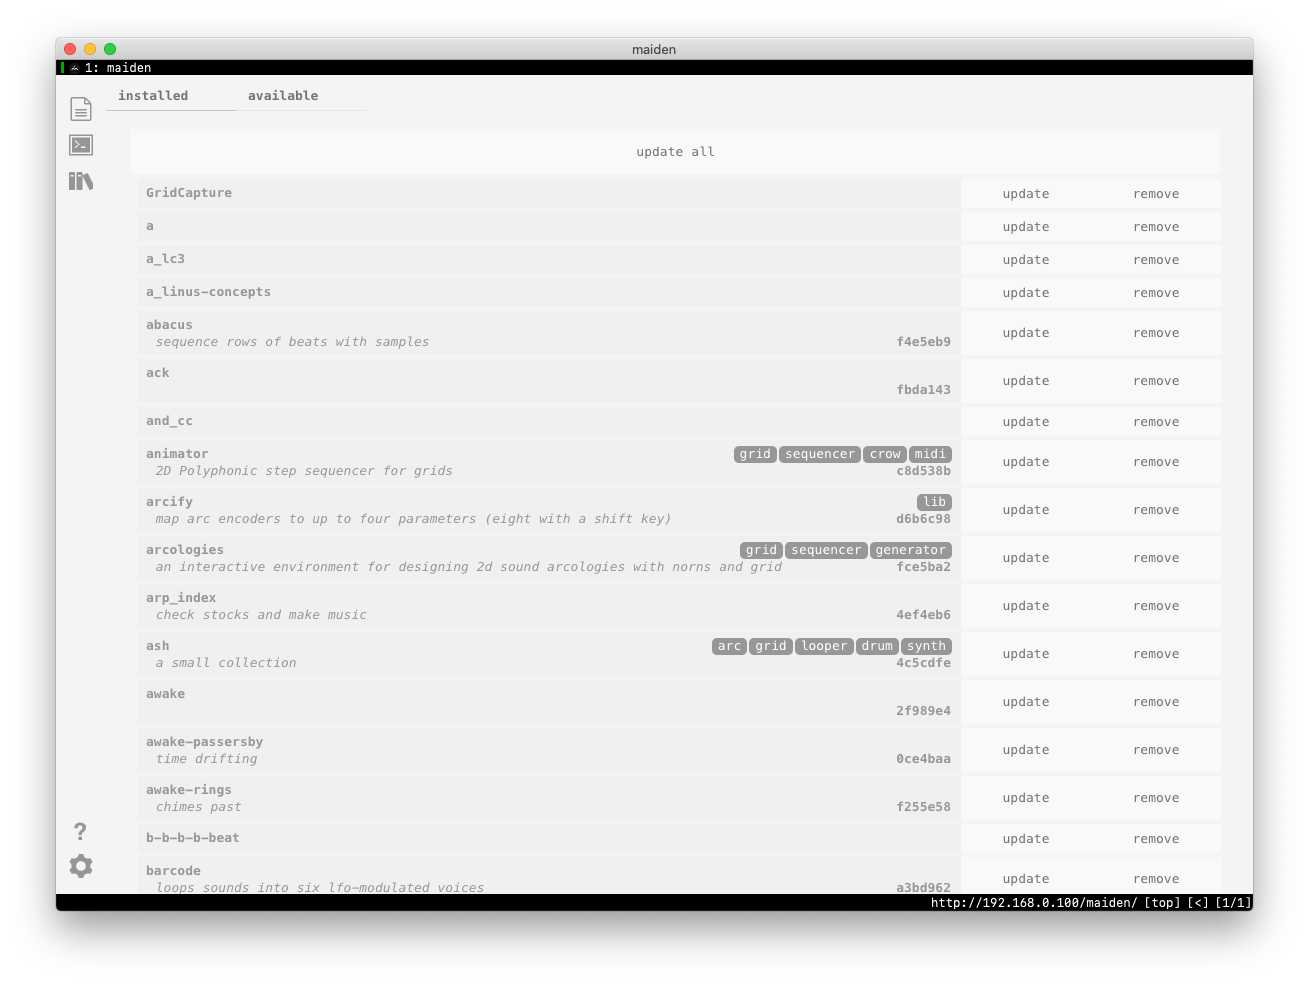 maiden
1: maiden
installed available
update all
GridCapture update remove
a update remove
a_lc3 update remove
a_linus-concepts update remove
abacus
sequence rows of beats with samples f4e5eb9 update remove
ack
fbda143 update remove
and_cc update remove
animator grid sequencer crow midi
2D Polyphonic step sequencer for grids c8d538b update remove
arcify lib
map arc encoders to up to four parameters (eight with a shift key) d6b6c98 update remove
arcologies grid sequencer generator
an interactive environment for designing 2d sound arcologies with norns and grid fce5ba2 update remove
arp_index
check stocks and make music 4ef4eb6 update remove
ash arc grid looper drum synth
a small collection 4c5cdfe update remove
awake
2f989e4 update remove
awake-passersby
time drifting 0ce4baa update remove
awake-rings
chimes past f255e58 update remove
b-b-b-b-beat update remove
barcode
loops sounds into six lfo-modulated voices a3bd962 update remove
?
http://192.168.0.100/maiden/ [top] [<] [1/1]